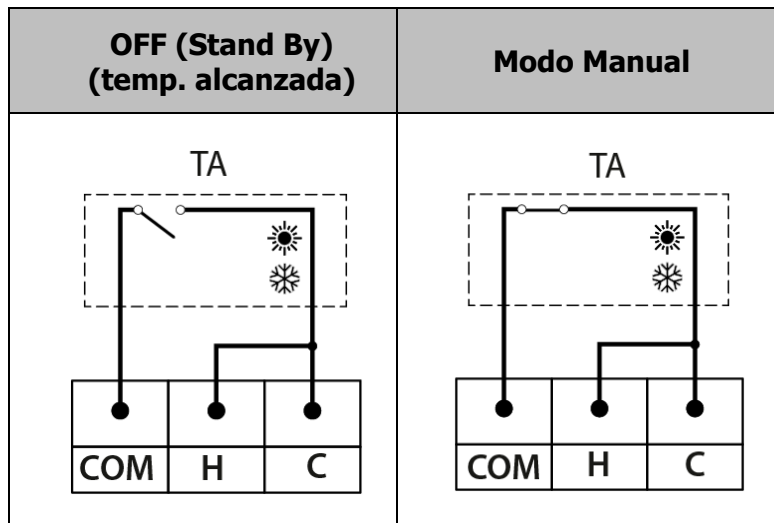 OFF (Stand By)
(temp. alcanzada)
Modo Manual
TA
COM H C
TA
COM H C